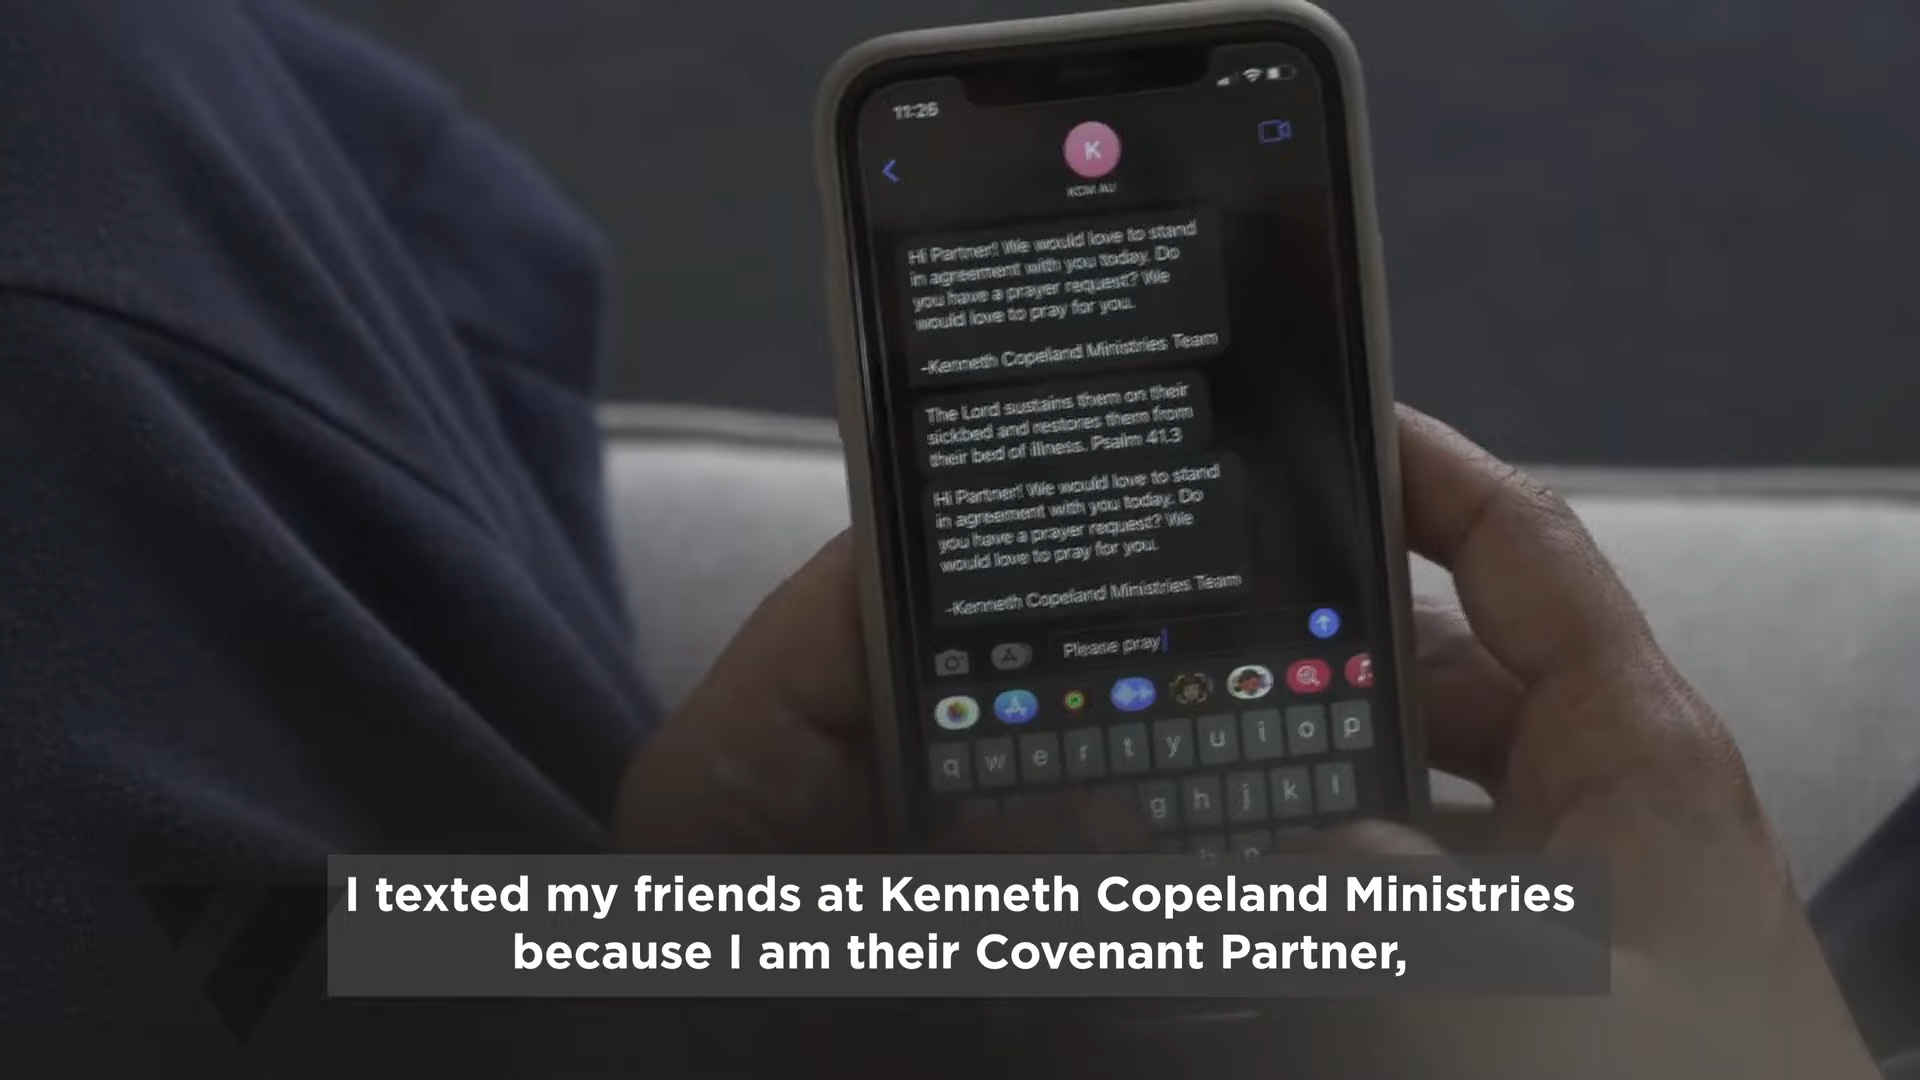 11:26
K
KCM AU
Hi Partner! We would love to stand
in agreement with you today. Do
you have a prayer request? We
would love to pray for you.
-Kenneth Copeland Ministries Team
The Lord sustains them on their
sickbed and restores them from
their bed of illness. Psalm 41.3
Hi Partner! We would love to stand
in agreement with you today. Do
you have a prayer request? We
would love to pray for you.
-Kenneth Copeland Ministries Team
Please pray
q w e r t y u i o p
g h j k l
b n
I texted my friends at Kenneth Copeland Ministries
because I am their Covenant Partner,